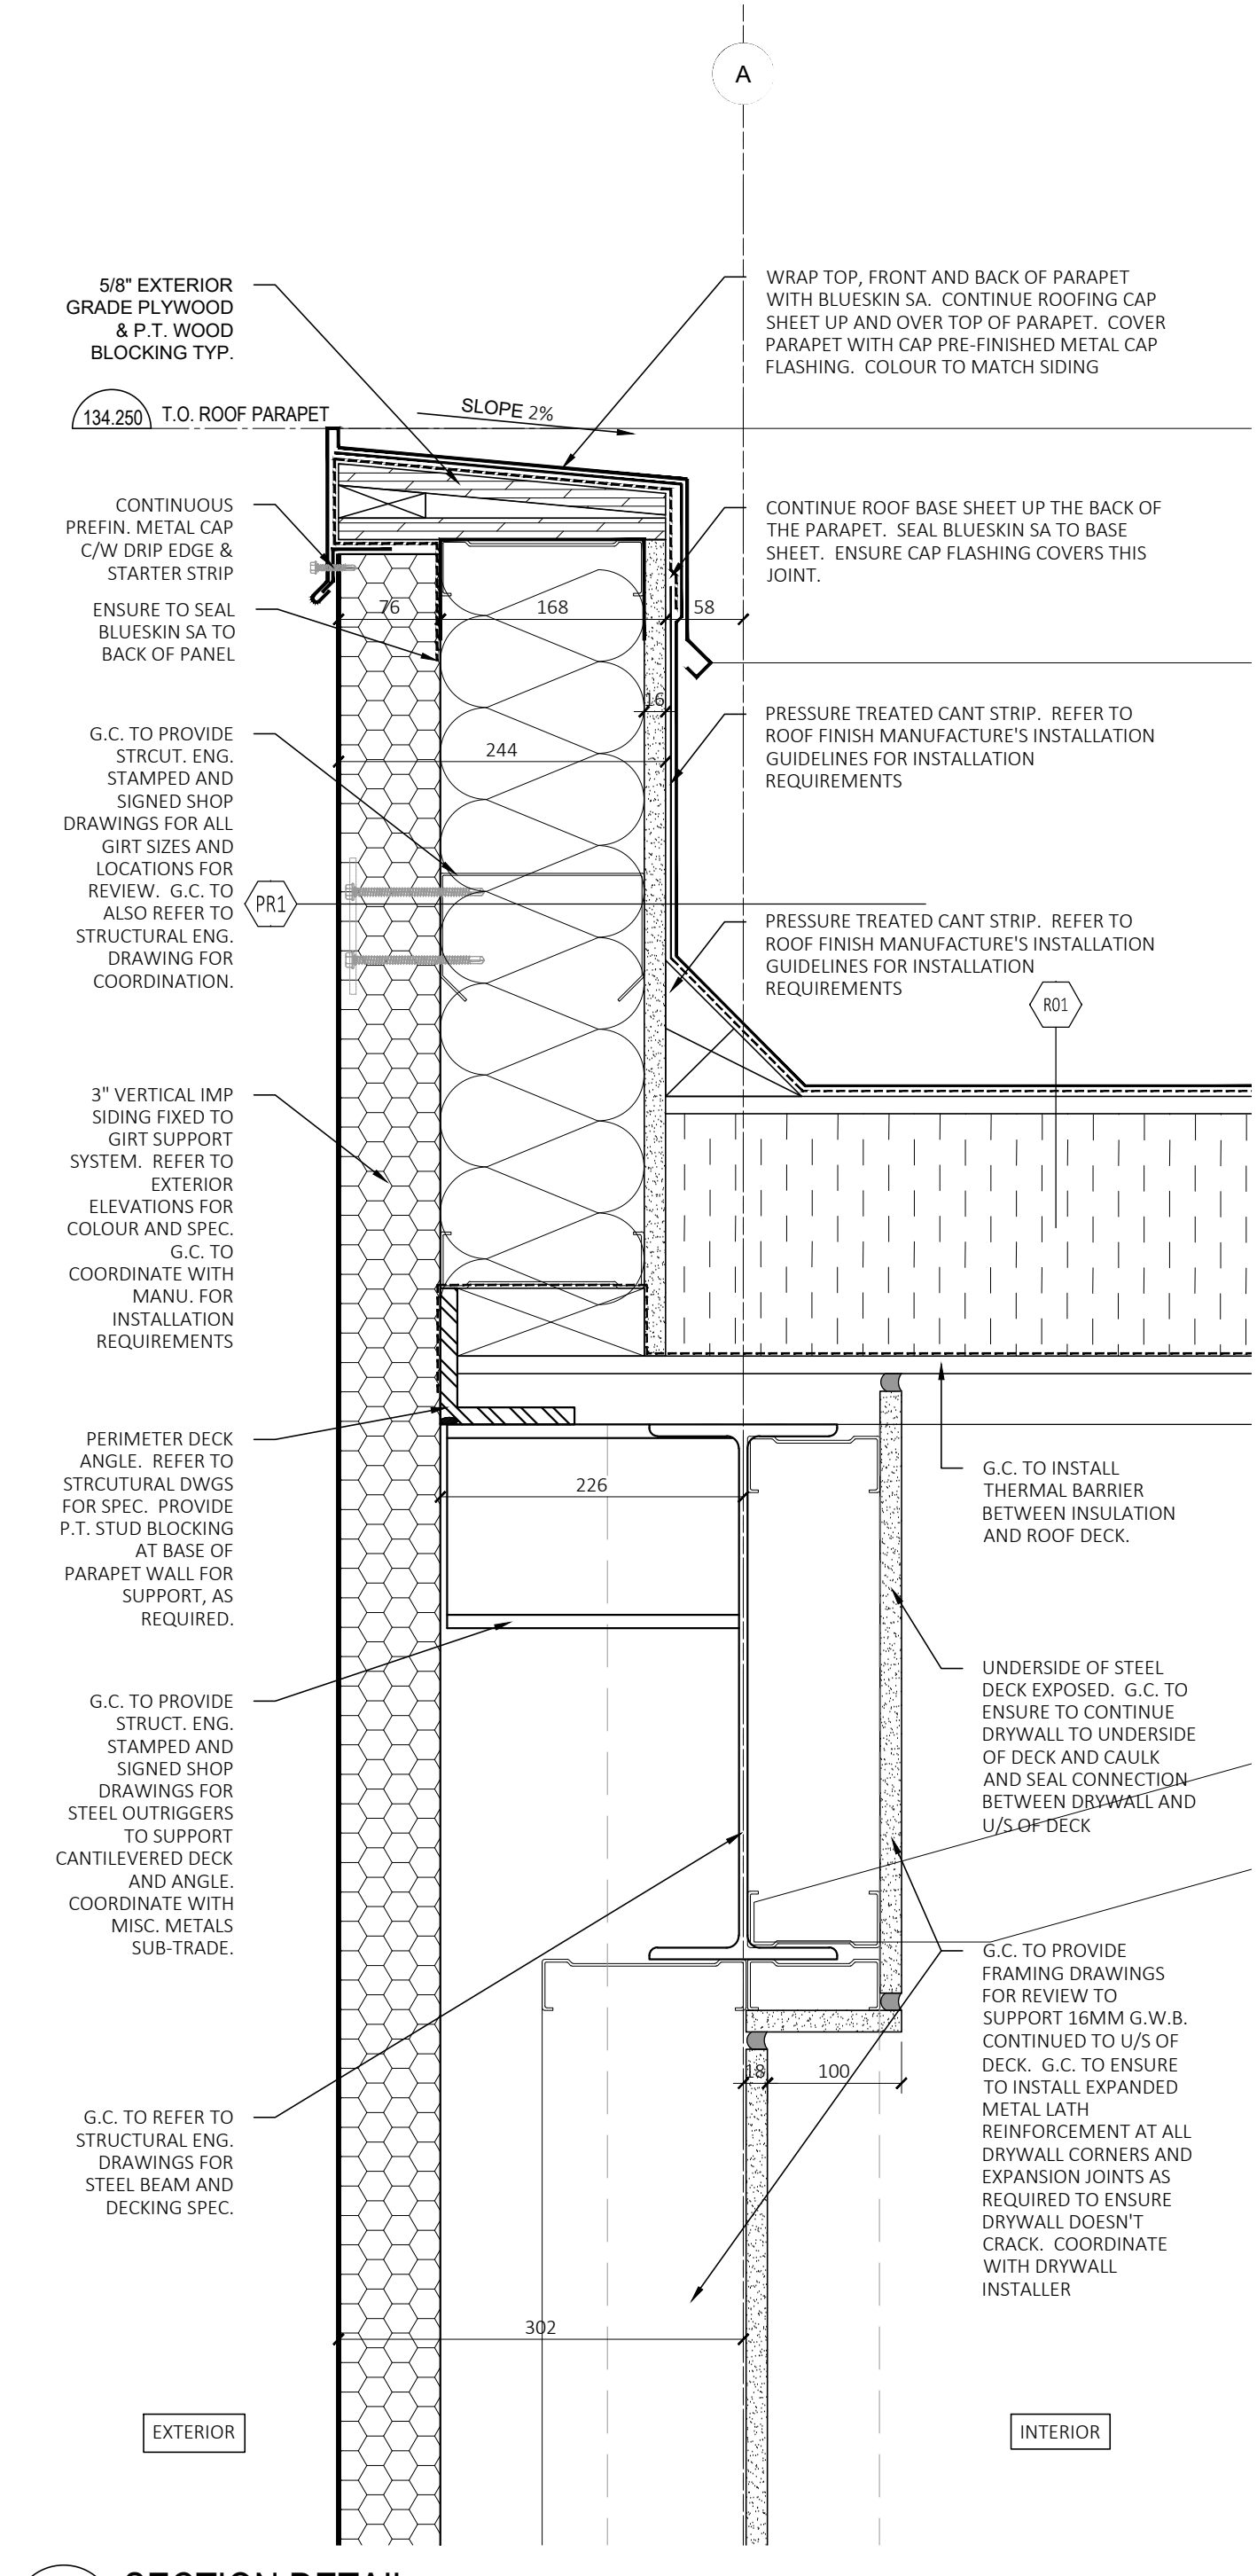 A
5/8" EXTERIOR
GRADE PLYWOOD
& P.T. WOOD
BLOCKING TYP.
WRAP TOP, FRONT AND BACK OF PARAPET
WITH BLUESKIN SA. CONTINUE ROOFING CAP
SHEET UP AND OVER TOP OF PARAPET. COVER
PARAPET WITH CAP PRE-FINISHED METAL CAP
FLASHING. COLOUR TO MATCH SIDING
134.250 T.O. ROOF PARAPET
SLOPE 2%
CONTINUOUS
PREFIN. METAL CAP
C/W DRIP EDGE &
STARTER STRIP
CONTINUE ROOF BASE SHEET UP THE BACK OF
THE PARAPET. SEAL BLUESKIN SA TO BASE
SHEET. ENSURE CAP FLASHING COVERS THIS
JOINT.
76 168 58
ENSURE TO SEAL
BLUESKIN SA TO
BACK OF PANEL
16
244
G.C. TO PROVIDE
STRCUT. ENG.
STAMPED AND
SIGNED SHOP
DRAWINGS FOR ALL
GIRT SIZES AND
LOCATIONS FOR
REVIEW. G.C. TO
ALSO REFER TO
STRUCTURAL ENG.
DRAWING FOR
COORDINATION.
PR1
PRESSURE TREATED CANT STRIP. REFER TO
ROOF FINISH MANUFACTURE'S INSTALLATION
GUIDELINES FOR INSTALLATION
REQUIREMENTS
PRESSURE TREATED CANT STRIP. REFER TO
ROOF FINISH MANUFACTURE'S INSTALLATION
GUIDELINES FOR INSTALLATION
REQUIREMENTS
R01
3" VERTICAL IMP
SIDING FIXED TO
GIRT SUPPORT
SYSTEM. REFER TO
EXTERIOR
ELEVATIONS FOR
COLOUR AND SPEC.
G.C. TO
COORDINATE WITH
MANU. FOR
INSTALLATION
REQUIREMENTS
PERIMETER DECK
ANGLE. REFER TO
STRCUTURAL DWGS
FOR SPEC. PROVIDE
P.T. STUD BLOCKING
AT BASE OF
PARAPET WALL FOR
SUPPORT, AS
REQUIRED.
226
G.C. TO INSTALL
THERMAL BARRIER
BETWEEN INSULATION
AND ROOF DECK.
G.C. TO PROVIDE
STRUCT. ENG.
STAMPED AND
SIGNED SHOP
DRAWINGS FOR
STEEL OUTRIGGERS
TO SUPPORT
CANTILEVERED DECK
AND ANGLE.
COORDINATE WITH
MISC. METALS
SUB-TRADE.
UNDERSIDE OF STEEL
DECK EXPOSED. G.C. TO
ENSURE TO CONTINUE
DRYWALL TO UNDERSIDE
OF DECK AND CAULK
AND SEAL CONNECTION
BETWEEN DRYWALL AND
U/S OF DECK
G.C. TO PROVIDE
FRAMING DRAWINGS
FOR REVIEW TO
SUPPORT 16MM G.W.B.
CONTINUED TO U/S OF
DECK. G.C. TO ENSURE
TO INSTALL EXPANDED
METAL LATH
REINFORCEMENT AT ALL
DRYWALL CORNERS AND
EXPANSION JOINTS AS
REQUIRED TO ENSURE
DRYWALL DOESN'T
CRACK. COORDINATE
WITH DRYWALL
INSTALLER
18 100
G.C. TO REFER TO
STRUCTURAL ENG.
DRAWINGS FOR
STEEL BEAM AND
DECKING SPEC.
302
EXTERIOR
INTERIOR
SECTION DETAIL